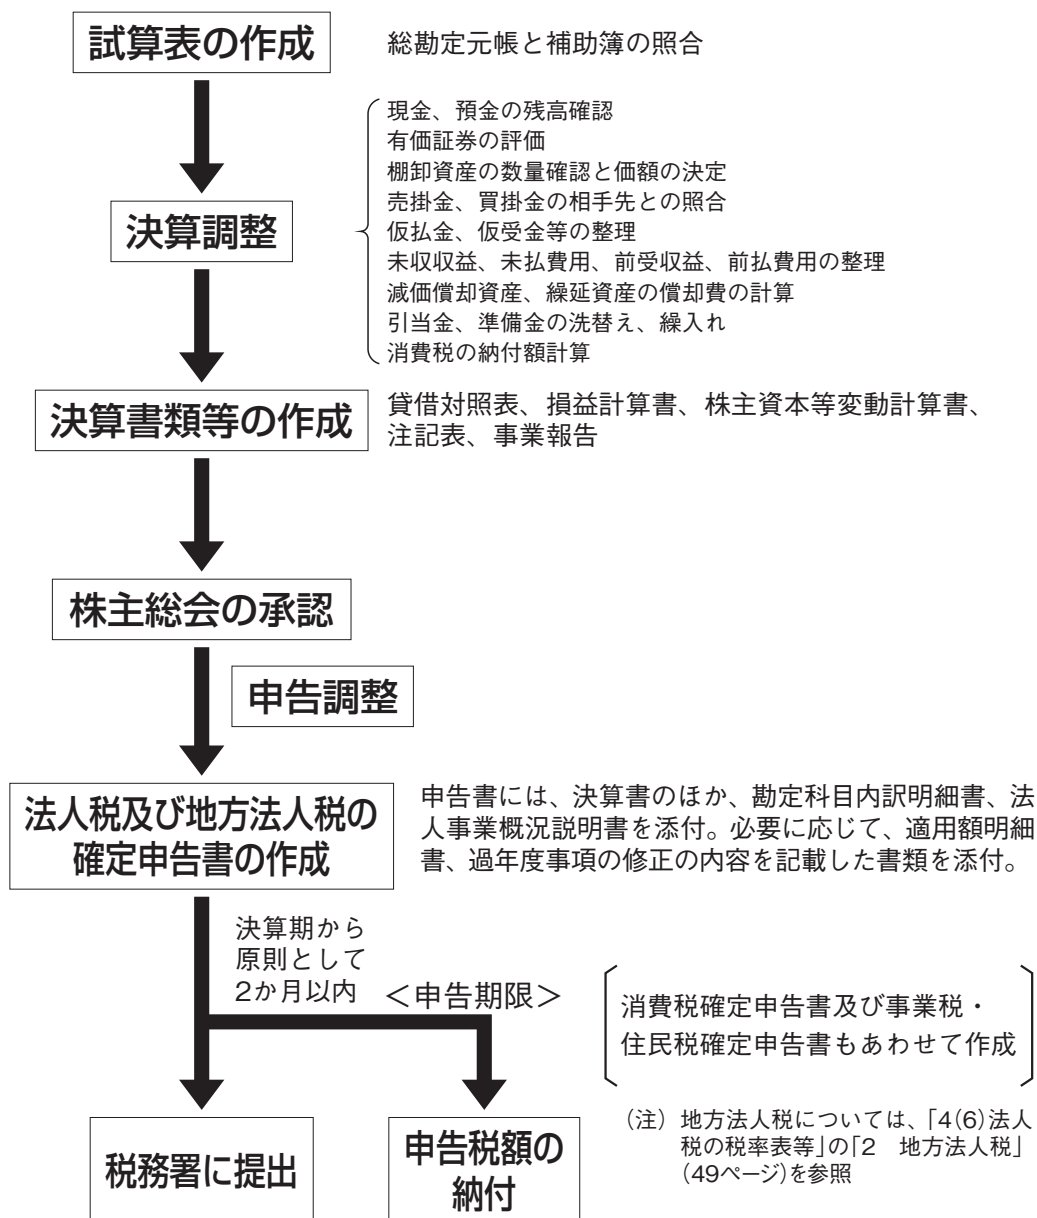 試算表の作成
総勘定元帳と補助簿の照合
現金、預金の残高確認
有価証券の評価
棚卸資産の数量確認と価額の決定
売掛金、買掛金の相手先との照合
仮払金、仮受金等の整理
未収収益、未払費用、前受収益、前払費用の整理
減価償却資産、繰延資産の償却費の計算
引当金、準備金の洗替え、繰入れ
消費税の納付額計算
決算調整
決算書類等の作成
貸借対照表、損益計算書、株主資本等変動計算書、
注記表、事業報告
株主総会の承認
申告調整
法人税及び地方法人税の
確定申告書の作成
申告書には、決算書のほか、勘定科目内訳明細書、法
人事業概況説明書を添付。必要に応じて、適用額明細
書、過年度事項の修正の内容を記載した書類を添付。
決算期から
原則として
2か月以内
＜申告期限＞
消費税確定申告書及び事業税・
住民税確定申告書もあわせて作成
税務署に提出
申告税額の
納付
（注）地方法人税については、「4(6)法人
税の税率表等」の「2　地方法人税」
(49ページ)を参照